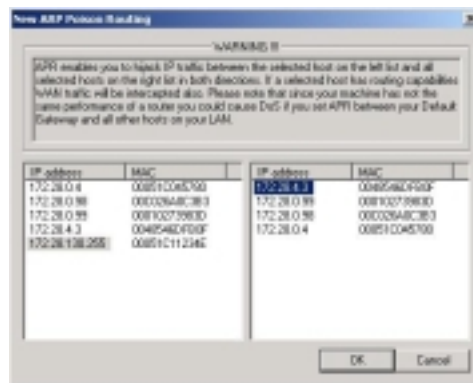 New ARP Poison Routing
WARNING !!!
APR enables you to hijack IP traffic between the selected host on the left list and all
selected hosts on the right list in both directions. If a selected host has routing capabilities
WAN traffic will be intercepted also. Please note that since your machine has not the
same performance of a router you could cause DoS if you set APR between your Default
Gateway and all other hosts on your LAN.
IP address MAC IP address MAC
172.28.0.4 172.28.4.3
172.28.0.98 172.28.0.99
172.28.0.99 172.28.0.98
172.28.4.3 172.28.0.4
172.28.130.255
OK Cancel